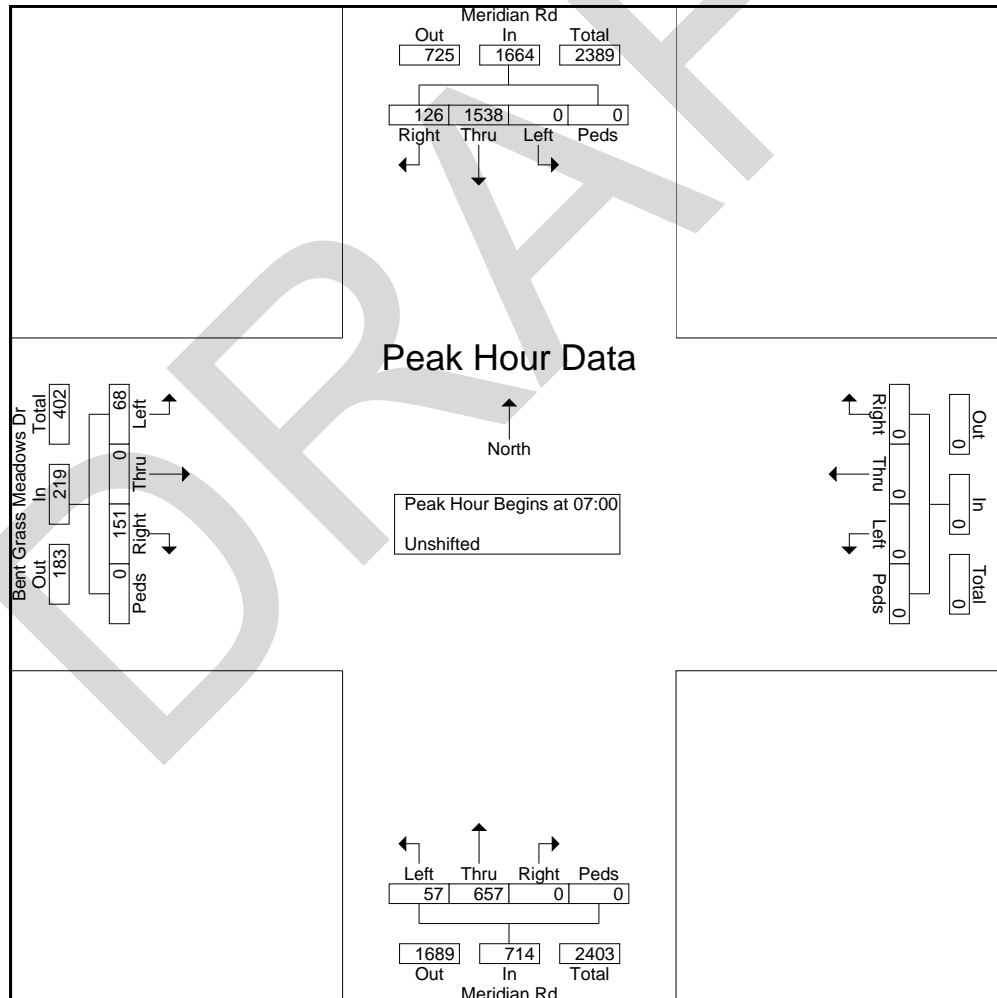 Meridian Rd
Out In Total
725 1664 2389
126 1538 0 0
Right Thru Left Peds
Peak Hour Data
North
Peak Hour Begins at 07:00
Unshifted
Bent Grass Meadows Dr
Total In Out
402 219 183
68 0 151 0
Left Thru Right Peds
Out In Total
0 0 0
0 0 0 0
Right Thru Left Peds
Left Thru Right Peds
57 657 0 0
1689 714 2403
Out In Total
Meridian Rd
DRAF